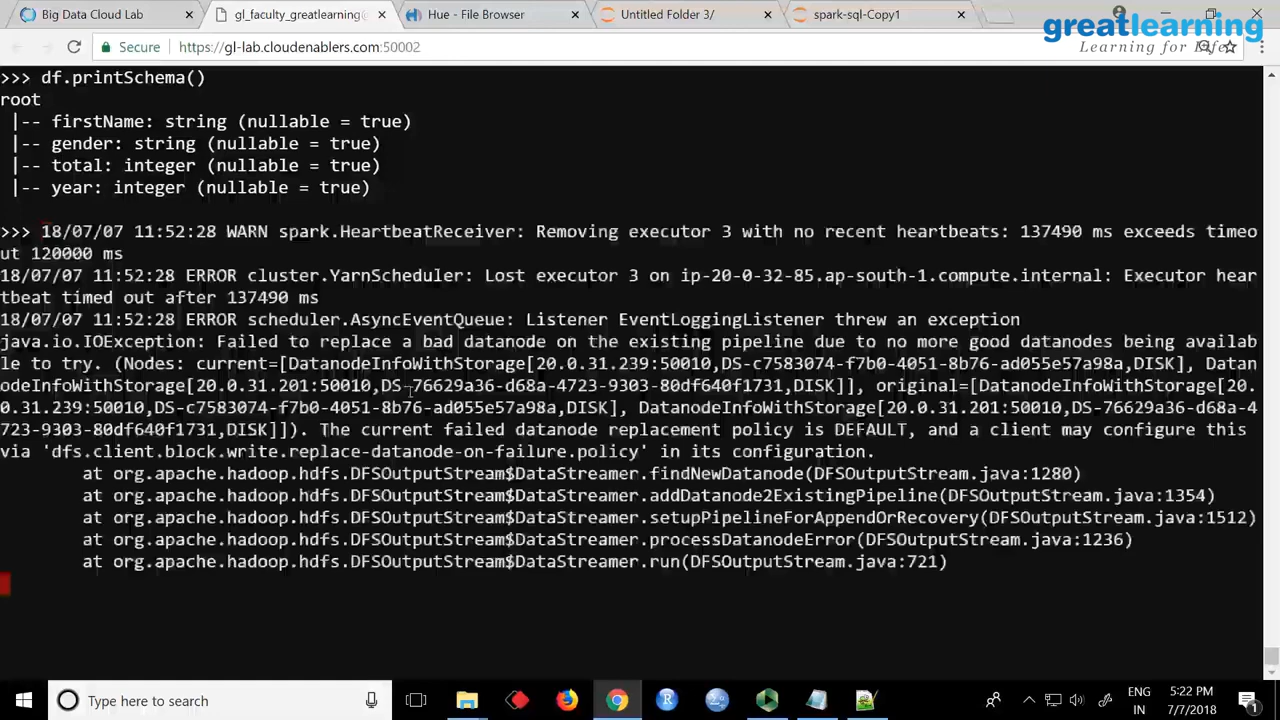 Big Data Cloud Lab
gl_faculty_greatlearning@
Hue - File Browser
Untitled Folder 3/
spark-sql-Copy1
greatlearning
Learning for Life
Secure
https://gl-lab.cloudenablers.com:50002
>>> df.printSchema()
root
 |-- firstName: string (nullable = true)
 |-- gender: string (nullable = true)
 |-- total: integer (nullable = true)
 |-- year: integer (nullable = true)
>>> 18/07/07 11:52:28 WARN spark.HeartbeatReceiver: Removing executor 3 with no recent heartbeats: 137490 ms exceeds timeo
ut 120000 ms
18/07/07 11:52:28 ERROR cluster.YarnScheduler: Lost executor 3 on ip-20-0-32-85.ap-south-1.compute.internal: Executor hear
tbeat timed out after 137490 ms
18/07/07 11:52:28 ERROR scheduler.AsyncEventQueue: Listener EventLoggingListener threw an exception
java.io.IOException: Failed to replace a bad datanode on the existing pipeline due to no more good datanodes being availab
le to try. (Nodes: current=[DatanodeInfoWithStorage[20.0.31.239:50010,DS-c7583074-f7b0-4051-8b76-ad055e57a98a,DISK], Datan
odeInfoWithStorage[20.0.31.201:50010,DS-76629a36-d68a-4723-9303-80df640f1731,DISK]], original=[DatanodeInfoWithStorage[20.
0.31.239:50010,DS-c7583074-f7b0-4051-8b76-ad055e57a98a,DISK], DatanodeInfoWithStorage[20.0.31.201:50010,DS-76629a36-d68a-4
723-9303-80df640f1731,DISK]]). The current failed datanode replacement policy is DEFAULT, and a client may configure this
via 'dfs.client.block.write.replace-datanode-on-failure.policy' in its configuration.
        at org.apache.hadoop.hdfs.DFSOutputStream$DataStreamer.findNewDatanode(DFSOutputStream.java:1280)
        at org.apache.hadoop.hdfs.DFSOutputStream$DataStreamer.addDatanode2ExistingPipeline(DFSOutputStream.java:1354)
        at org.apache.hadoop.hdfs.DFSOutputStream$DataStreamer.setupPipelineForAppendOrRecovery(DFSOutputStream.java:1512)
        at org.apache.hadoop.hdfs.DFSOutputStream$DataStreamer.processDatanodeError(DFSOutputStream.java:1236)
        at org.apache.hadoop.hdfs.DFSOutputStream$DataStreamer.run(DFSOutputStream.java:721)
Type here to search
ENG
IN
5:22 PM
7/7/2018